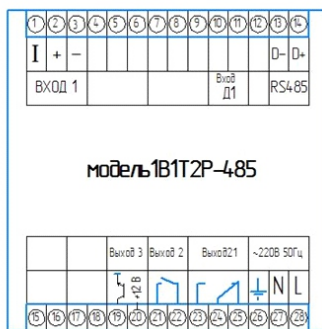 1 2 3 4 5 6 7 8 9 10 11 12 13 14
I + − D- D+
ВХОД 1 Вход Д1 RS485
модель1В1Т2Р-485
Выход 3 Выход 2 Выход21 ~220В 50Гц
+12 В N L
15 16 17 18 19 20 21 22 23 24 25 26 27 28